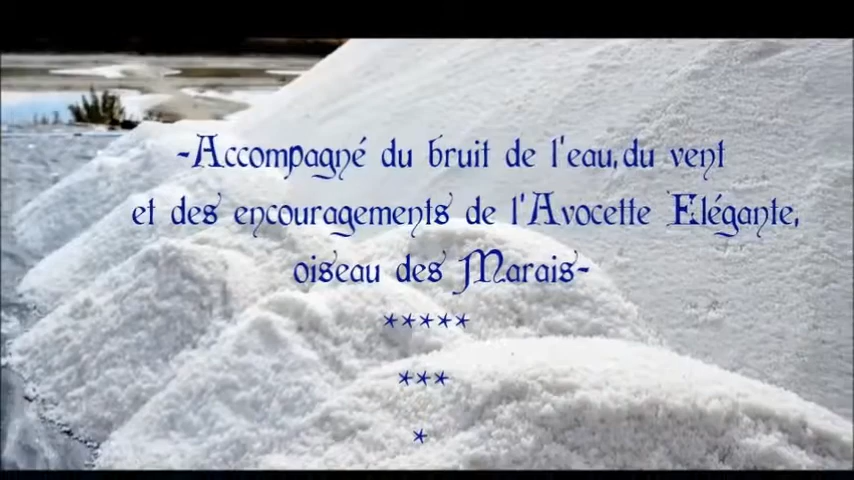 -Accompagné du bruit de l'eau,du vent
et des encouragements de l'Avocette Elégante,
oiseau des Marais-
*****
***
*